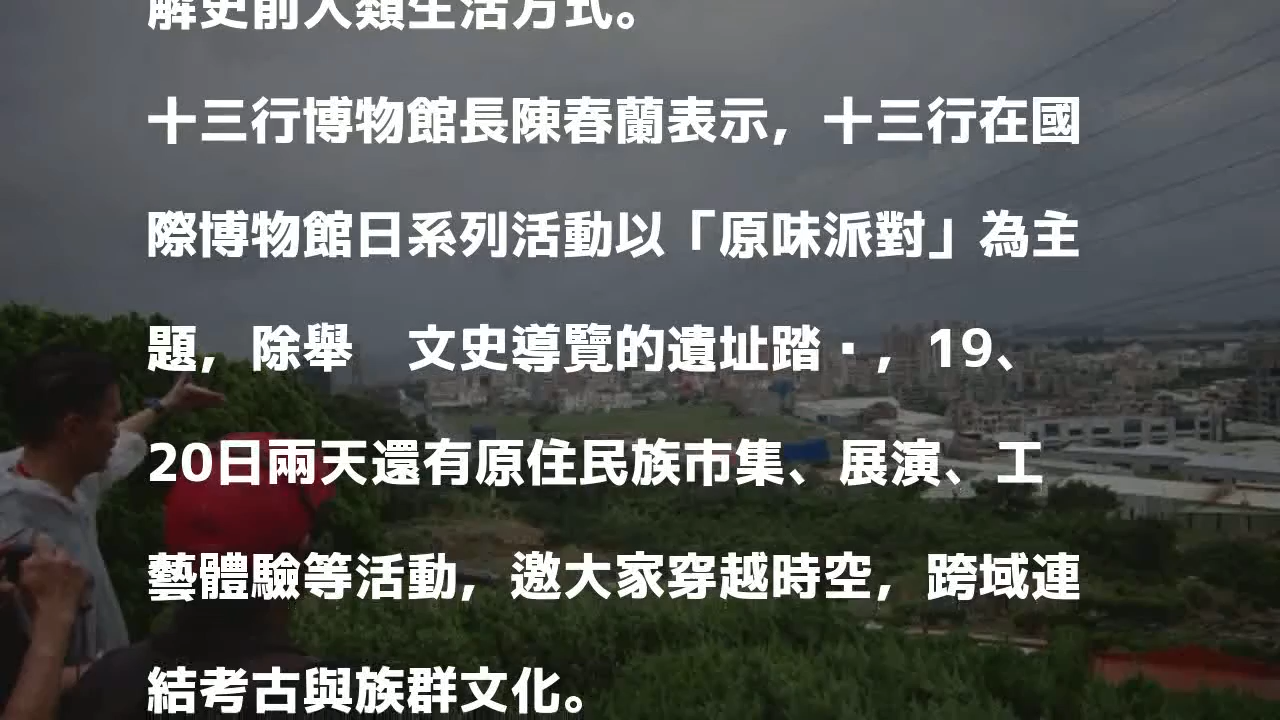 解史前人類生活方式。
十三行博物館長陳春蘭表示，十三行在國
際博物館日系列活動以「原味派對」為主
題，除舉　文史導覽的遺址踏▪，19、
20日兩天還有原住民族市集、展演、工
藝體驗等活動，邀大家穿越時空，跨域連
結考古與族群文化。